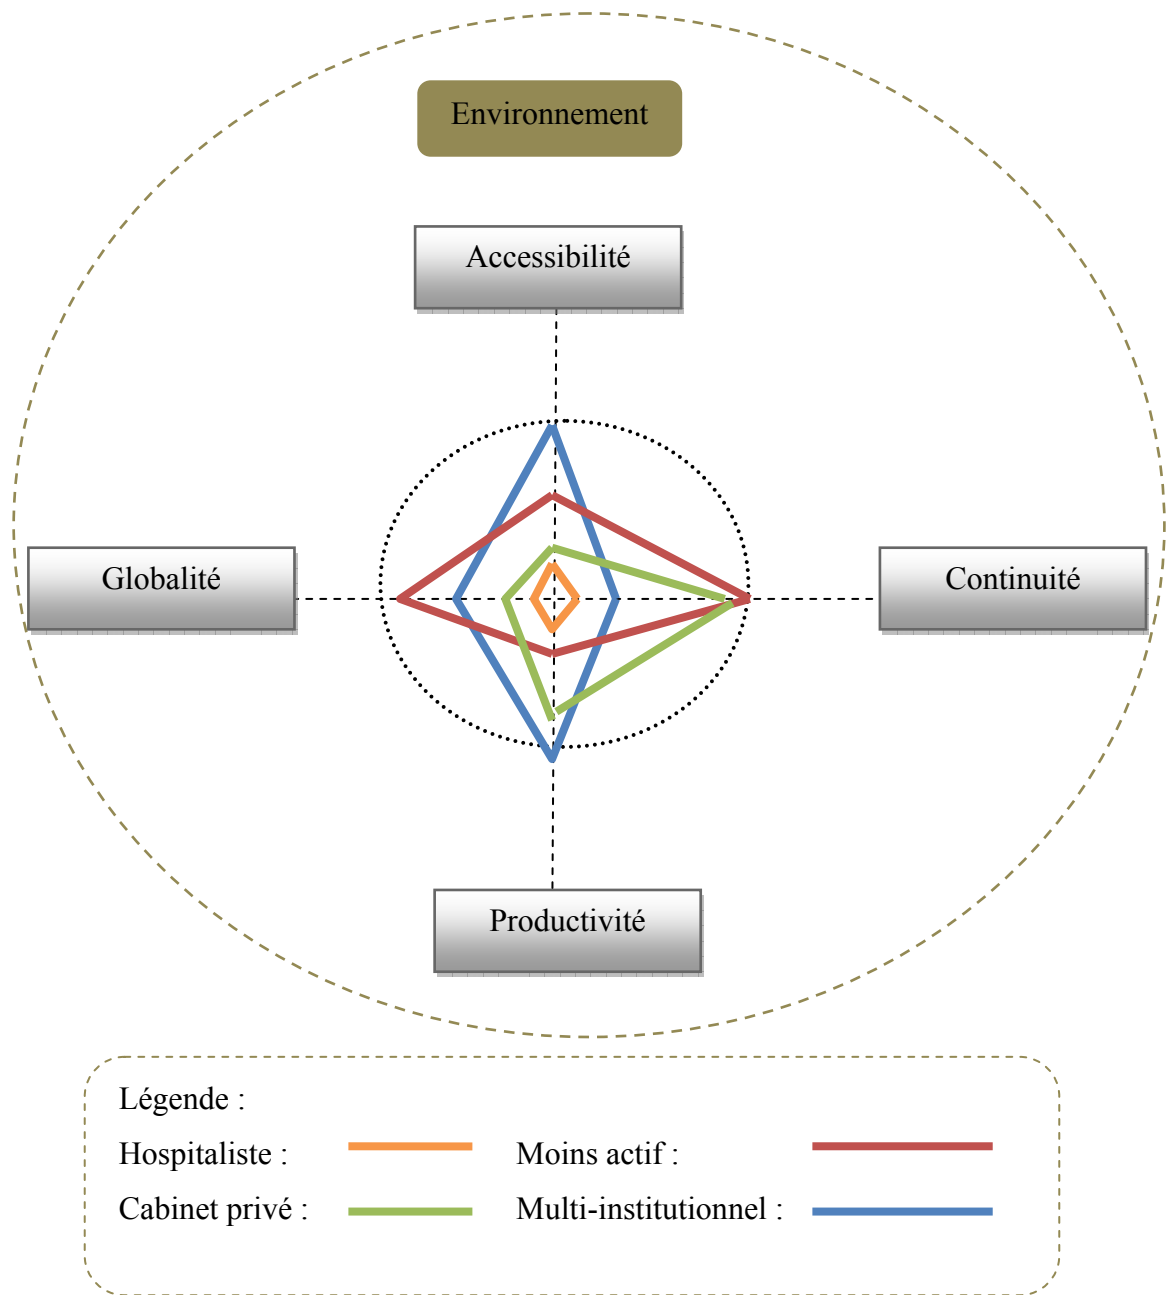 Environnement
Accessibilité
Globalité
Continuité
Productivité
Légende :
Hospitaliste : Moins actif :
Cabinet privé : Multi-institutionnel :